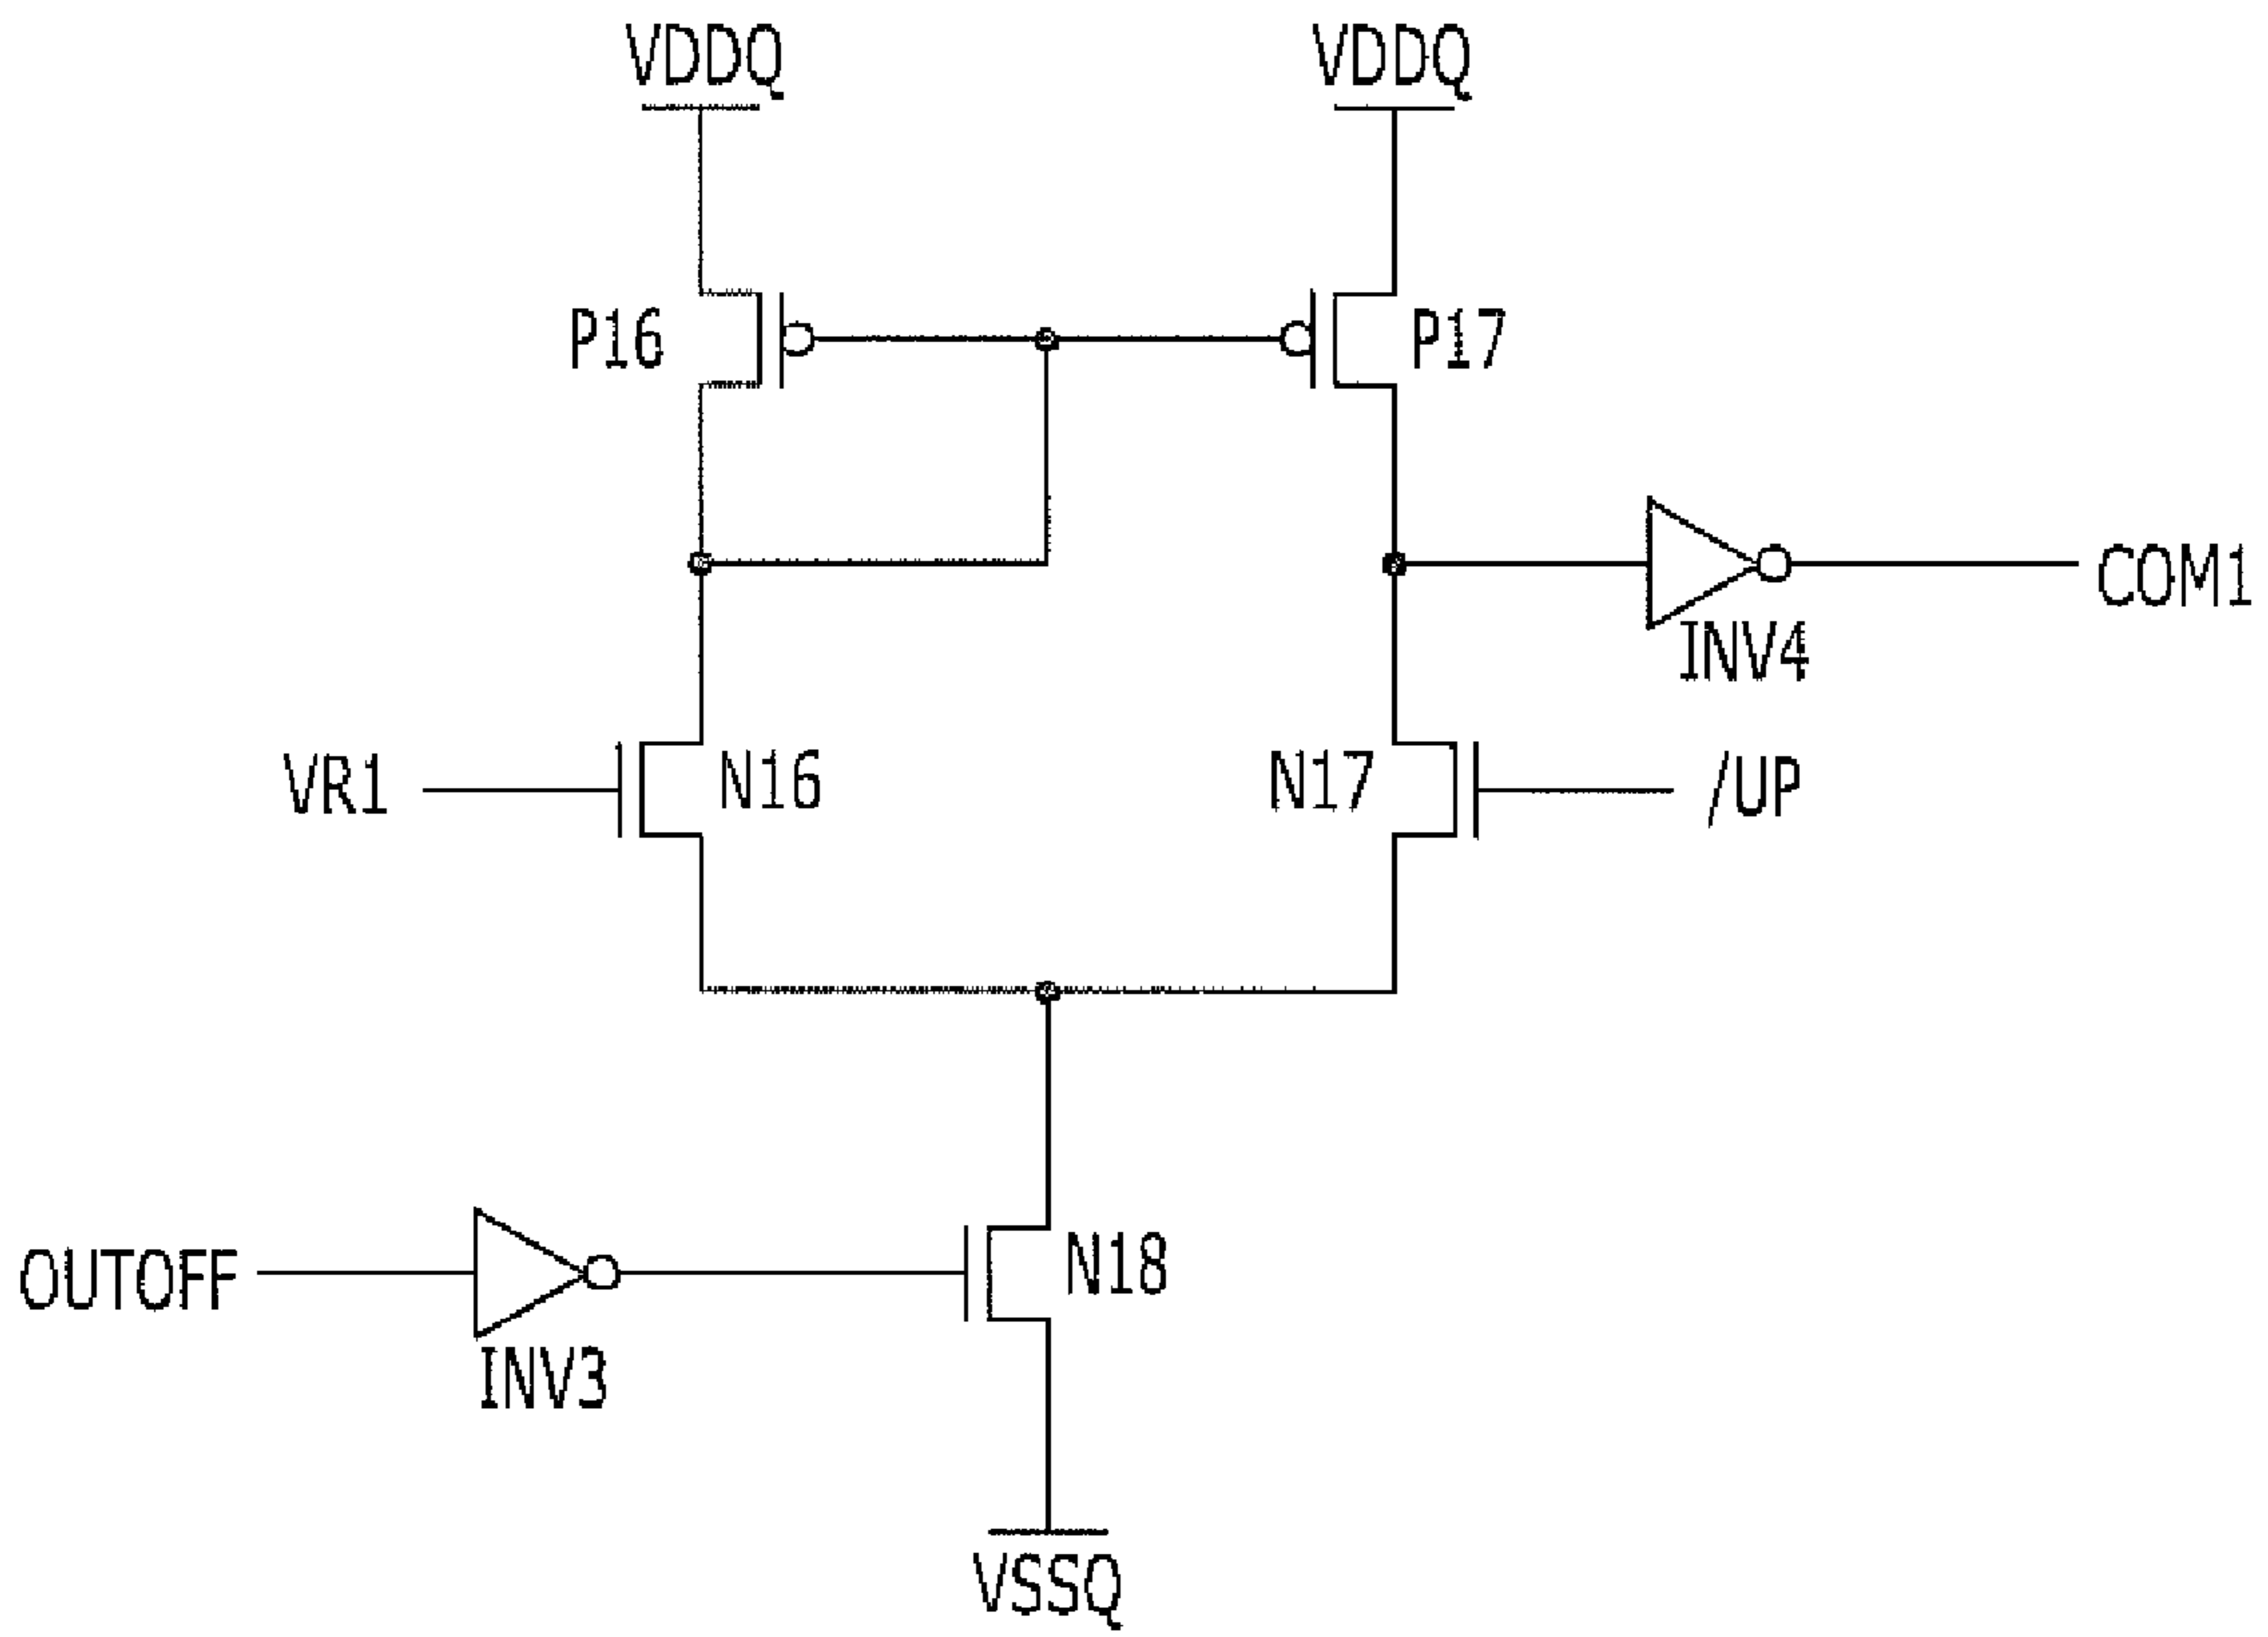 VDDQ VDDQ
P16 P17
COM1
INV4
VR1 N16 N17 /UP
OUTOFF N18
INV3
VSSQ